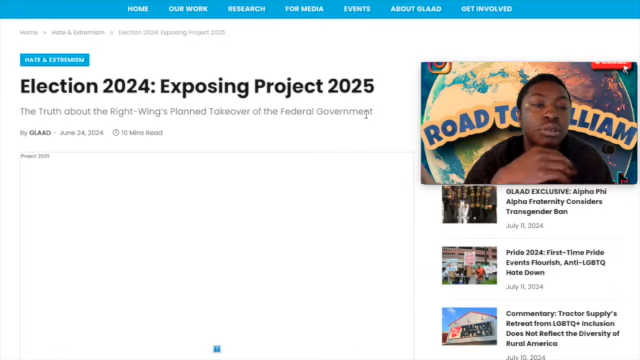 HOME OUR WORK RESEARCH FOR MEDIA EVENTS ABOUT GLAAD GET INVOLVED
Home » Hate & Extremism » Election 2024: Exposing Project 2025
HATE & EXTREMISM
Election 2024: Exposing Project 2025
The Truth about the Right-Wing's Planned Takeover of the Federal Government
By GLAAD - June 24, 2024 10 Mins Read
Project 2025
ROAD TO
LLIAM
GLAAD EXCLUSIVE: Alpha Phi
Alpha Fraternity Considers
Transgender Ban
July 11, 2024
Pride 2024: First-Time Pride
Events Flourish, Anti-LGBTQ
Hate Down
July 11, 2024
Commentary: Tractor Supply's
Retreat from LGBTQ+ Inclusion
Does Not Reflect the Diversity of
Rural America
July 10, 2024